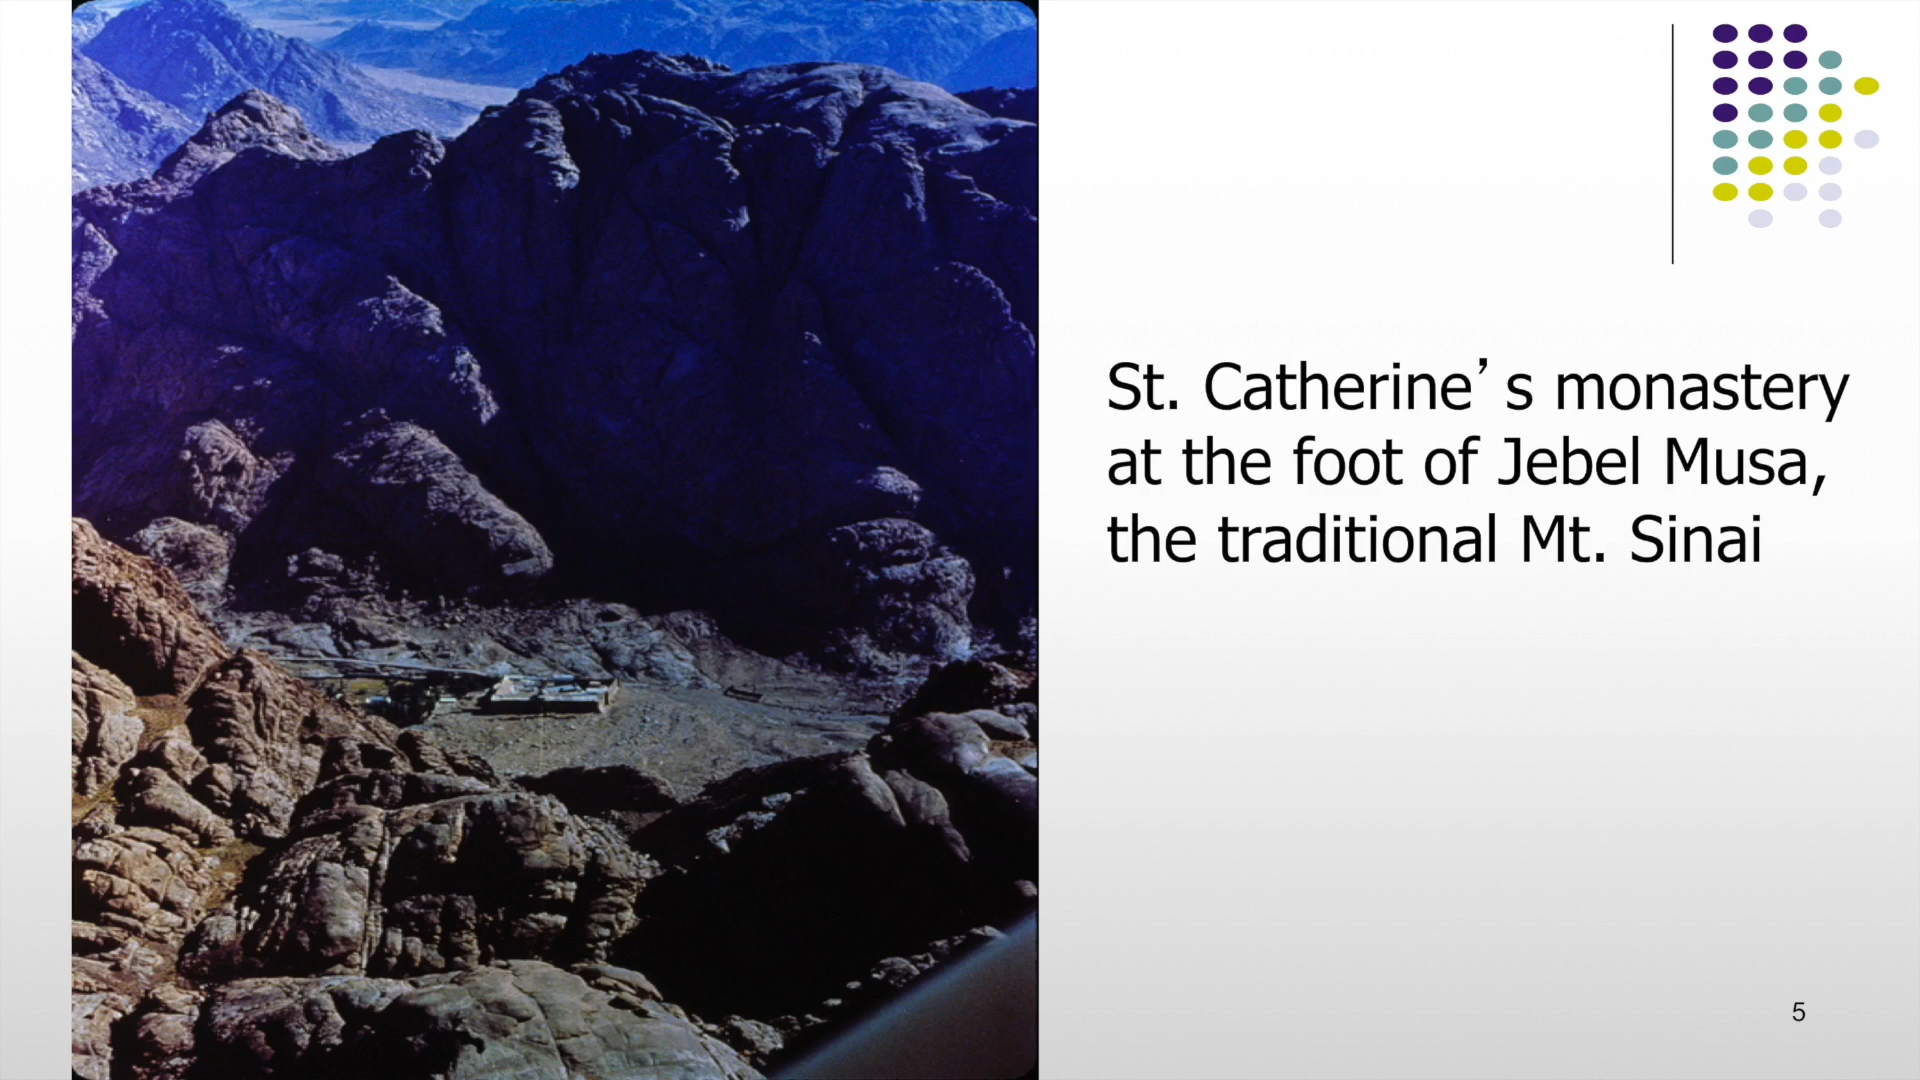 St. Catherine’s monastery
at the foot of Jebel Musa,
the traditional Mt. Sinai
5